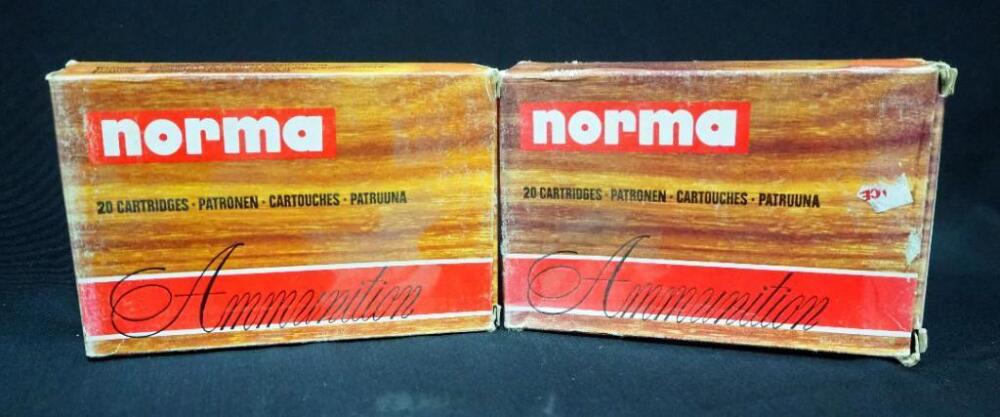 norma
20 CARTRIDGES · PATRONEN · CARTOUCHES · PATRUUNA
Ammunition
norma
20 CARTRIDGES · PATRONEN · CARTOUCHES · PATRUUNA
Ammunition